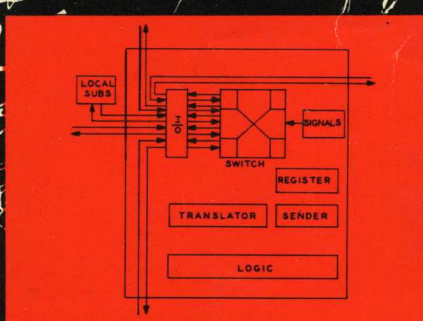 LOCAL
SUBS
I
O
SIGNALS
SWITCH
REGISTER
TRANSLATOR
SENDER
LOGIC